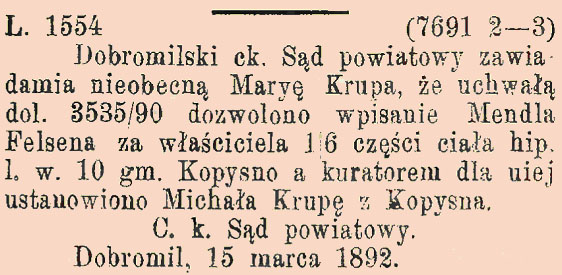 L. 1554 (7691 2—3)
Dobromilski ck. Sąd powiatowy zawia-
damia nieobecną Maryę Krupa, że uchwałą
dol. 3535/90 dozwolono wpisanie Mendla
Felsena za właściciela 1/6 części ciała hip.
l. w. 10 gm. Kopysno a kuratorem dla uiej
ustanowiono Michała Krupę z Kopysna.
C. k. Sąd powiatowy.
Dobromil, 15 marca 1892.